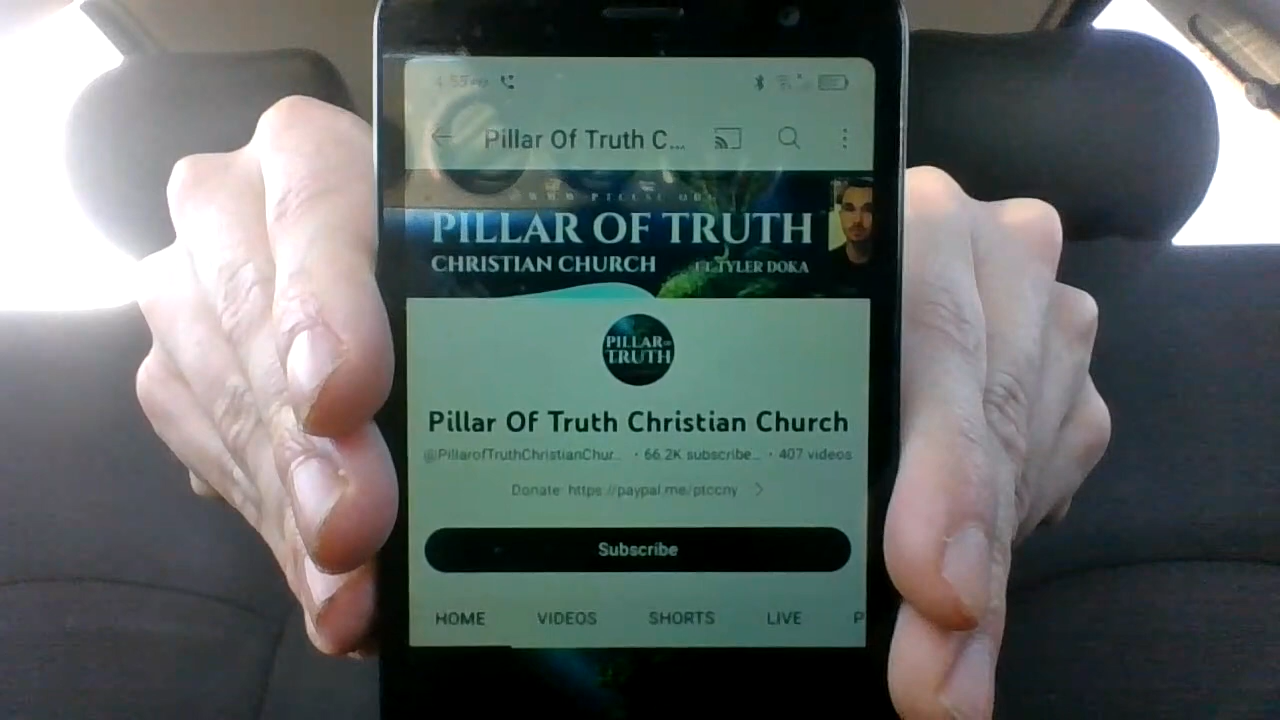 Pillar Of Truth C...
PILLAR OF TRUTH
CHRISTIAN CHURCH
TYLER DOKA
PILLAR OF
TRUTH
Pillar Of Truth Christian Church
@PillarofTruthChristianChur... · 66.2K subscribe... · 407 videos
Donate: https://paypal.me/ptccny
Subscribe
HOME VIDEOS SHORTS LIVE P